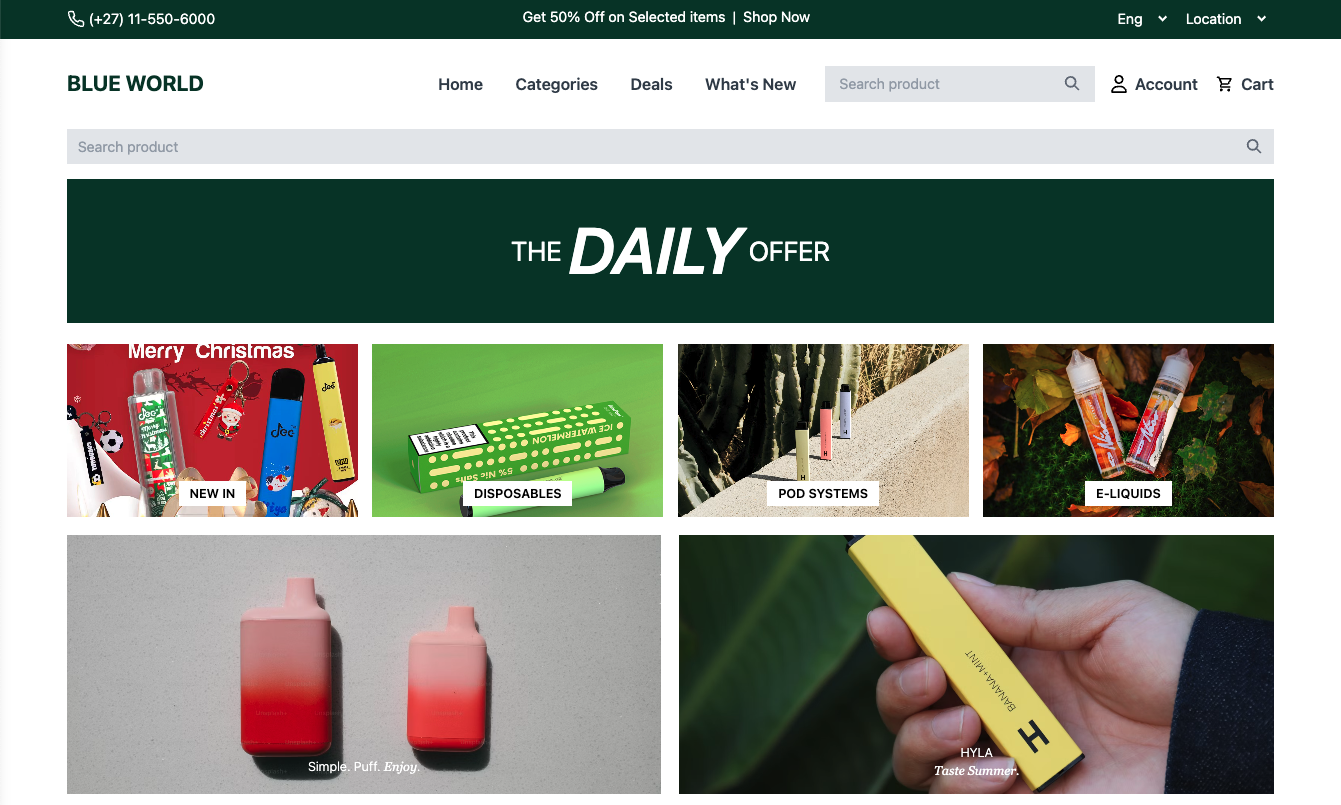 (+27) 11-550-6000
Get 50% Off on Selected items | Shop Now
Eng
Location
BLUE WORLD
Home
Categories
Deals
What's New
Search product
Account
Cart
Search product
THE DAILY OFFER
Merry Christmas
NEW IN
ICE WATERMELON
5% Nic Salts
DISPOSABLES
H
H
H
POD SYSTEMS
E-LIQUIDS
Simple. Puff. Enjoy.
BANANA+MINT
H
HYLA
Taste Summer.